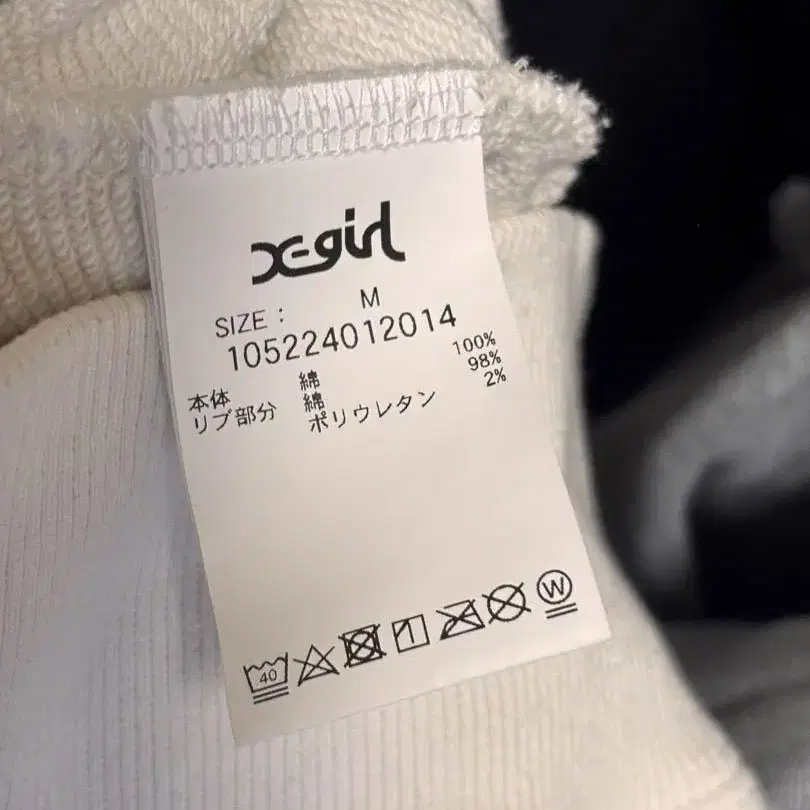 X-girl
SIZE : M
105224012014
本体 綿 100%
リブ部分 綿 98%
ポリウレタン 2%
40
W